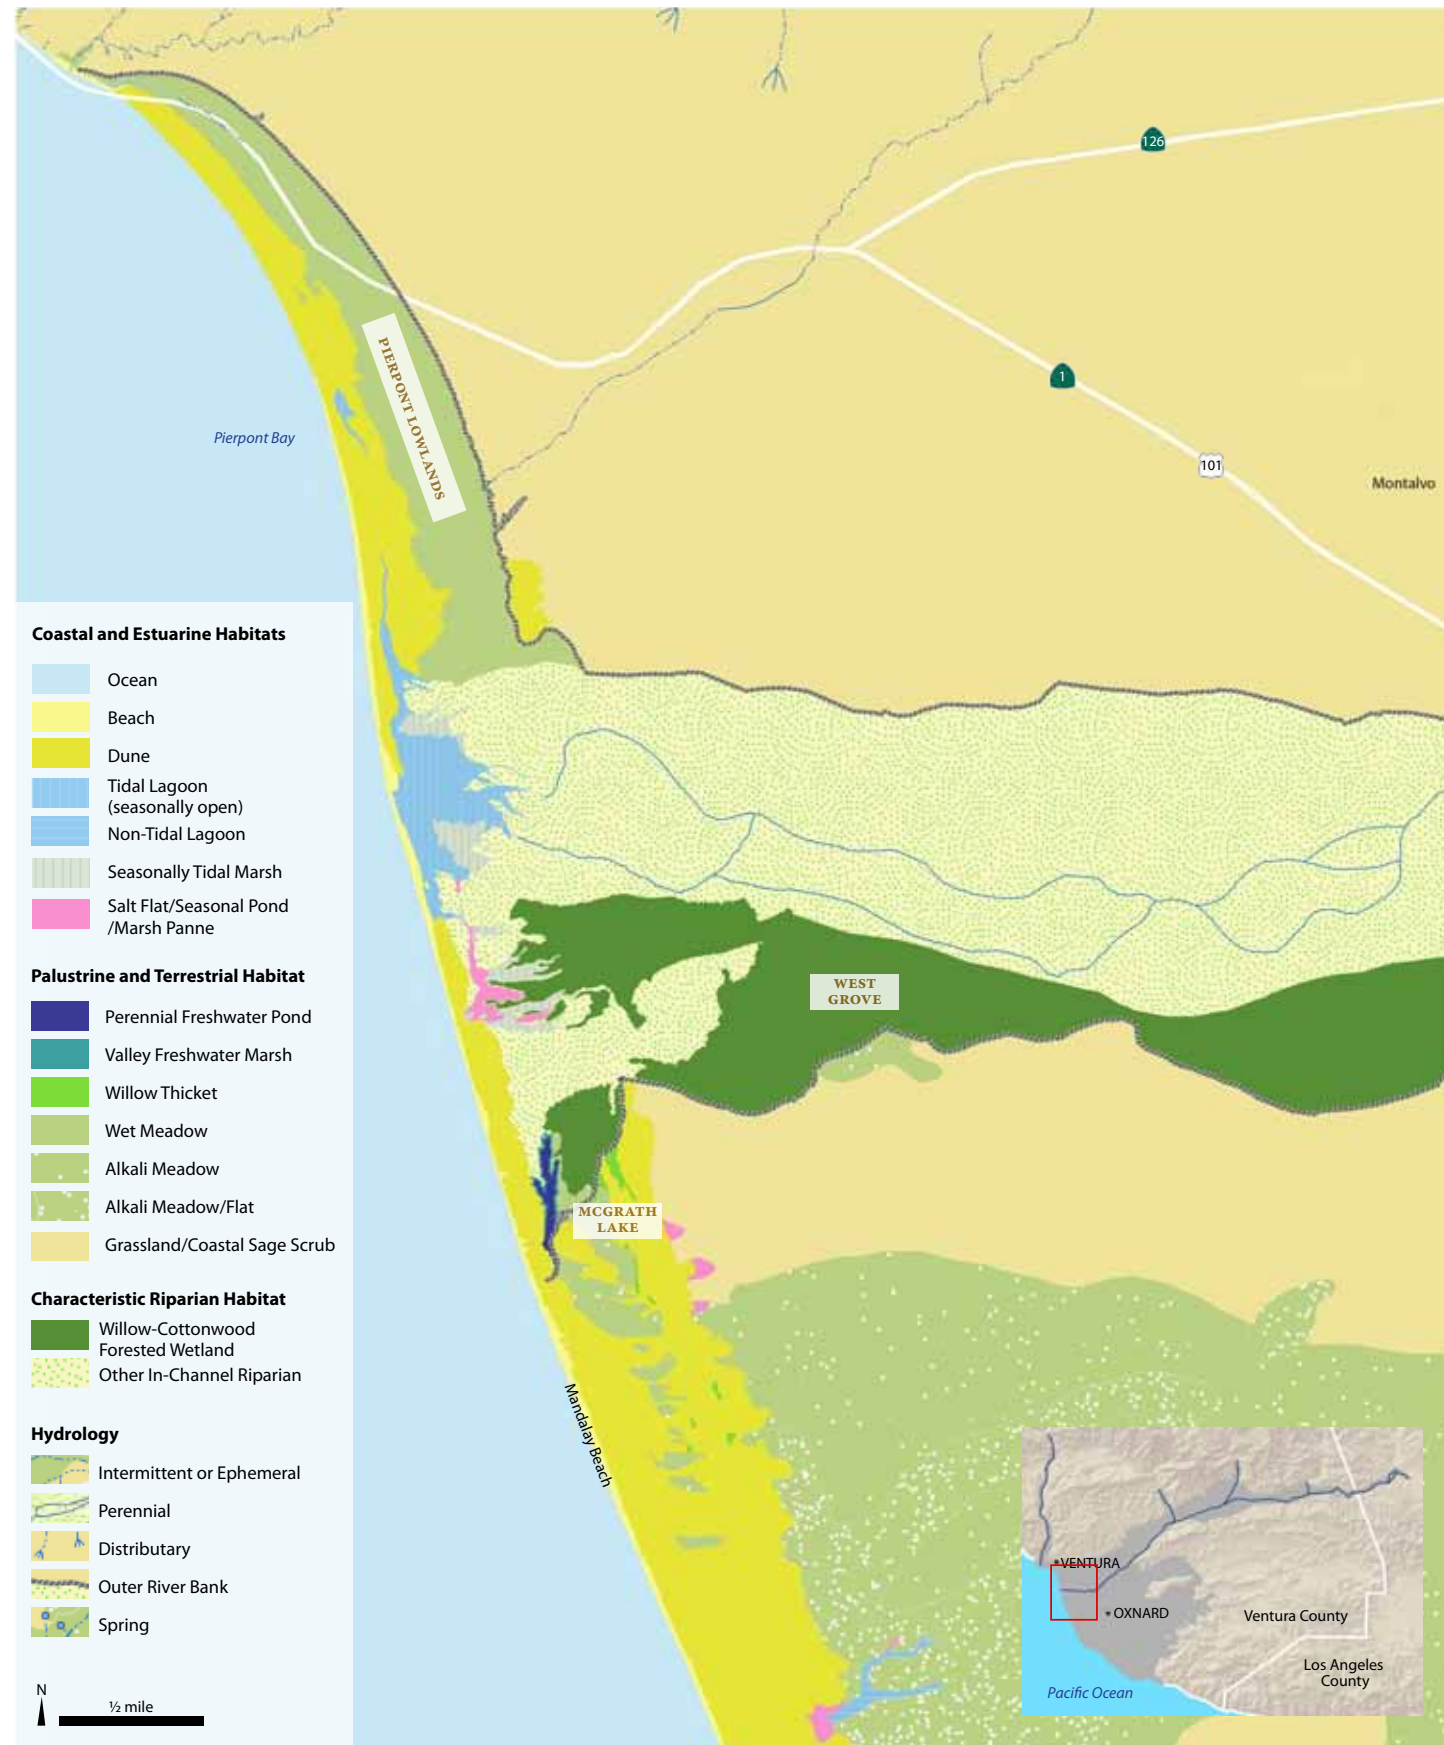 126
1
101
Montalvo
PIERPONT LOWLANDS
Pierpont Bay
Coastal and Estuarine Habitats
Ocean
Beach
Dune
Tidal Lagoon
(seasonally open)
Non-Tidal Lagoon
Seasonally Tidal Marsh
Salt Flat/Seasonal Pond
/Marsh Panne
Palustrine and Terrestrial Habitat
Perennial Freshwater Pond
Valley Freshwater Marsh
Willow Thicket
Wet Meadow
Alkali Meadow
Alkali Meadow/Flat
Grassland/Coastal Sage Scrub
Characteristic Riparian Habitat
Willow-Cottonwood
Forested Wetland
Other In-Channel Riparian
Hydrology
Intermittent or Ephemeral
Perennial
Distributary
Outer River Bank
Spring
N
½ mile
WEST
GROVE
MCGRATH
LAKE
Mandalay Beach
VENTURA
OXNARD
Ventura County
Los Angeles
County
Pacific Ocean